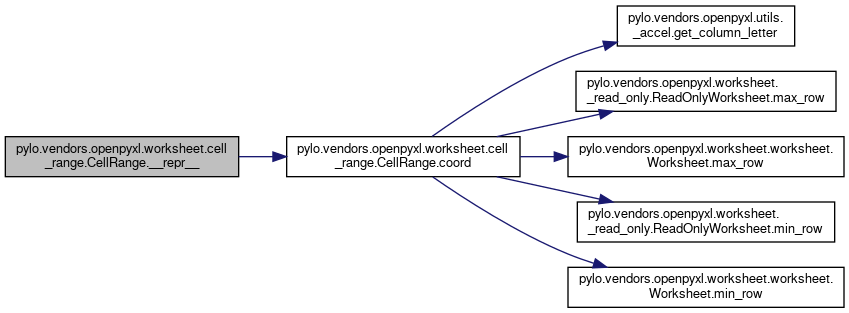 pylo.vendors.openpyxl.worksheet.cell
_range.CellRange.__repr__
pylo.vendors.openpyxl.worksheet.cell
_range.CellRange.coord
pylo.vendors.openpyxl.utils.
_accel.get_column_letter
pylo.vendors.openpyxl.worksheet.
_read_only.ReadOnlyWorksheet.max_row
pylo.vendors.openpyxl.worksheet.worksheet.
Worksheet.max_row
pylo.vendors.openpyxl.worksheet.
_read_only.ReadOnlyWorksheet.min_row
pylo.vendors.openpyxl.worksheet.worksheet.
Worksheet.min_row